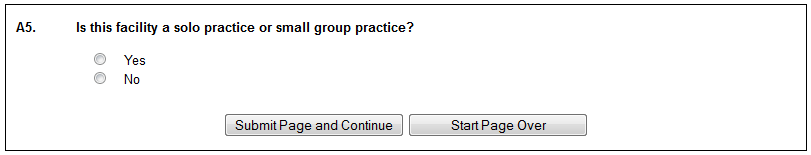 A5. Is this facility a solo practice or small group practice?
Yes
No
Submit Page and Continue Start Page Over